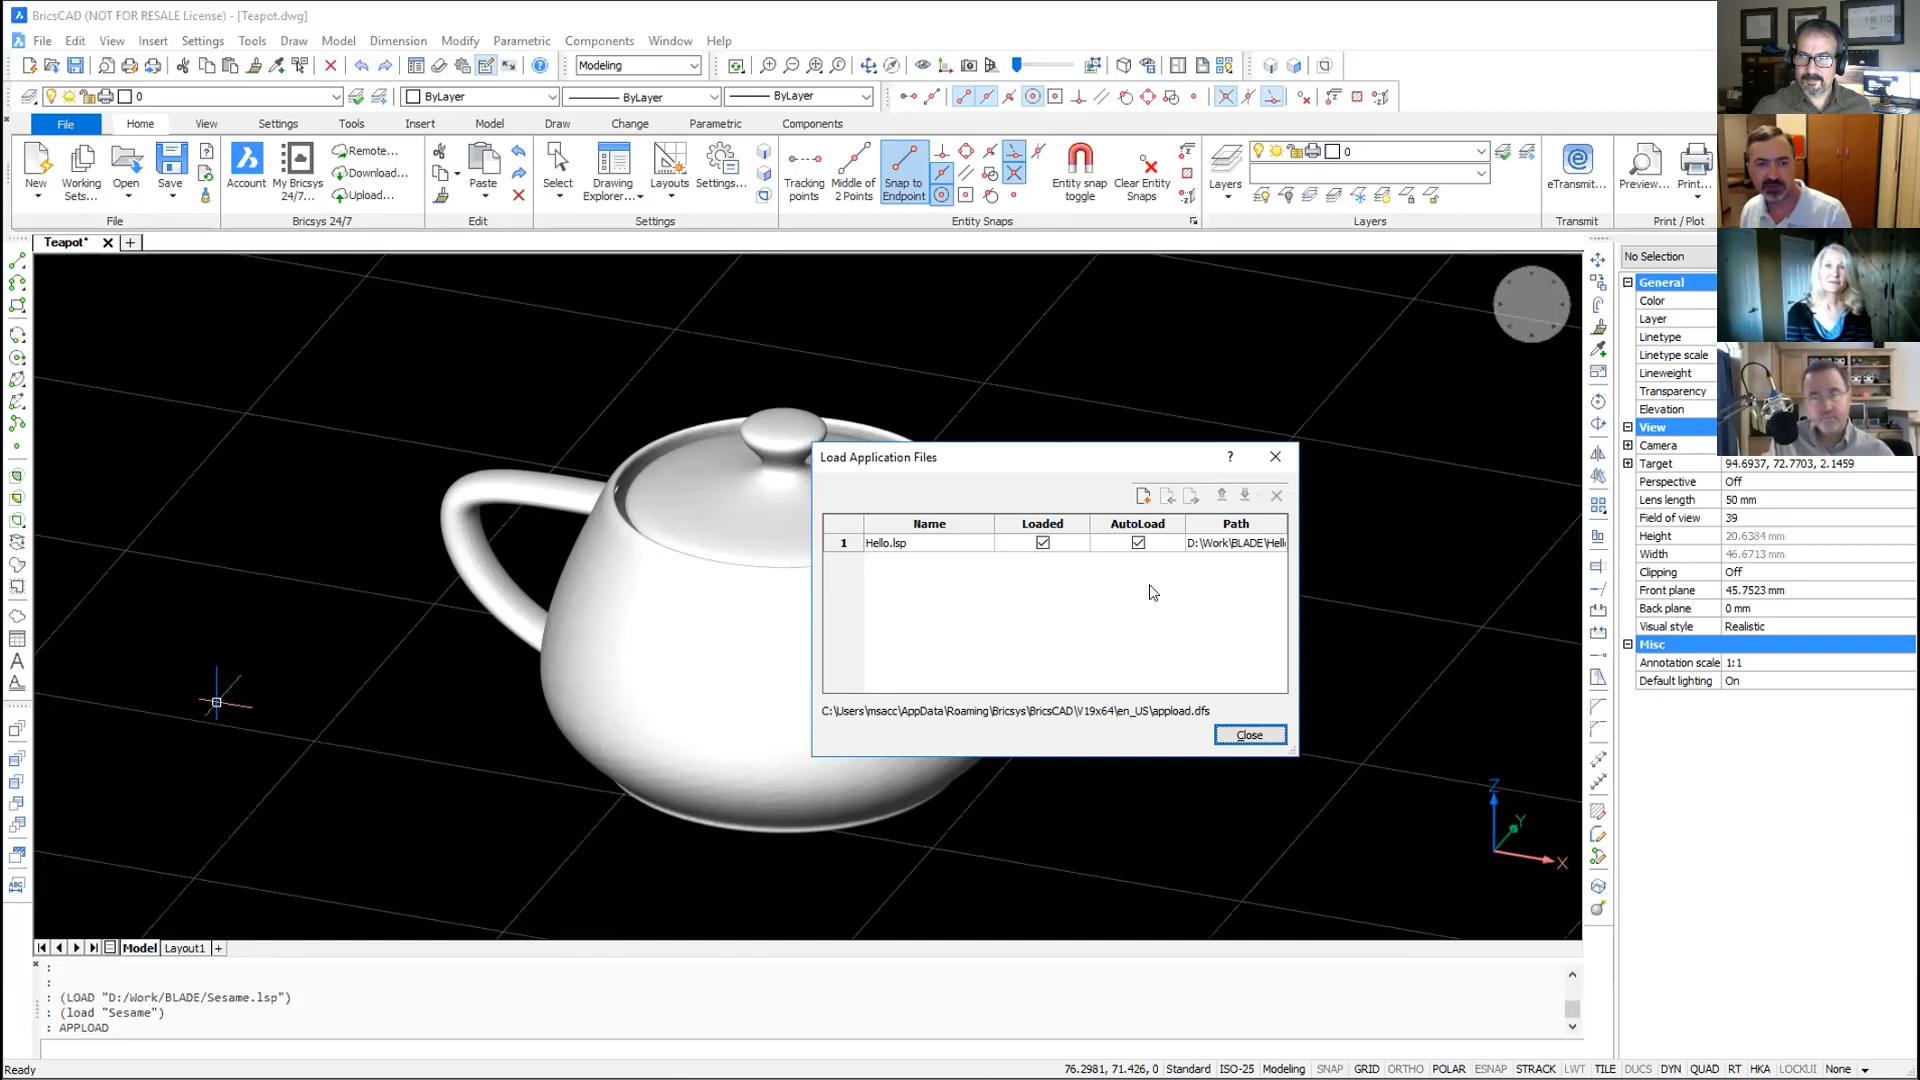 BricsCAD (NOT FOR RESALE License) - [Teapot.dwg]
File Edit View Insert Settings Tools Draw Model Dimension Modify Parametric Components Window Help
Modeling
0 ByLayer ByLayer ByLayer
File Home View Settings Tools Insert Model Draw Change Parametric Components
New Working Sets... Open Save
Account My Bricsys 24/7...
Remote...
Download...
Upload...
Paste
Select Drawing Explorer... Layouts Settings...
Tracking points Middle of 2 Points Snap to Endpoint
Entity snap toggle Clear Entity Snaps
Layers 0
eTransmit... Preview... Print...
File Bricsys 24/7 Edit Settings Entity Snaps Layers Transmit Print / Plot
Teapot*
No Selection
General
Color
Layer
Linetype
Linetype scale
Lineweight
Transparency
Elevation
View
Camera
Target 94.6937, 72.7703, 2.1459
Perspective Off
Lens length 50 mm
Field of view 39
Height 20.6384 mm
Width 46.6713 mm
Clipping Off
Front plane 45.7523 mm
Back plane 0 mm
Visual style Realistic
Misc
Annotation scale 1:1
Default lighting On
Load Application Files ?
Name Loaded AutoLoad Path
1 Hello.lsp D:\Work\BLADE\Hell
C:\Users\msacc\AppData\Roaming\Bricsys\BricsCAD\V19x64\en_US\appload.dfs
Close
Z
Y
X
A
A
ABC
Model Layout1 +
:
:
: (LOAD "D:/Work/BLADE/Sesame.lsp")
: (load "Sesame")
: APPLOAD
Ready
76.2981, 71.426, 0 Standard ISO-25 Modeling SNAP GRID ORTHO POLAR ESNAP STRACK LWT TILE DUCS DYN QUAD RT HKA LOCKUI None